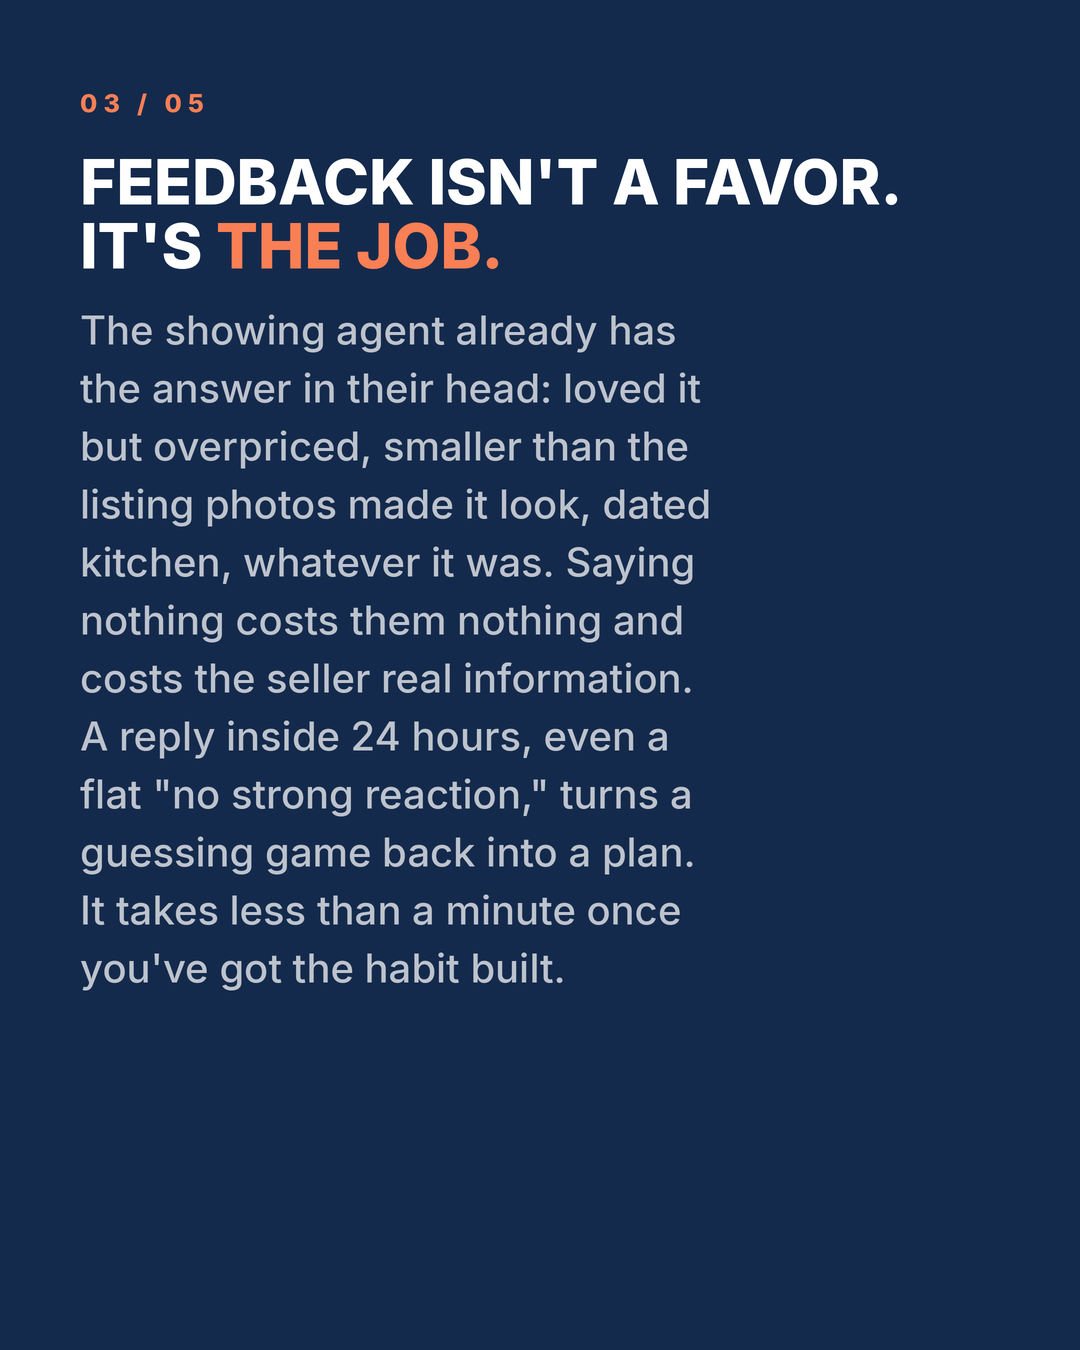 03 / 05
FEEDBACK ISN'T A FAVOR.
IT'S THE JOB.
The showing agent already has
the answer in their head: loved it
but overpriced, smaller than the
listing photos made it look, dated
kitchen, whatever it was. Saying
nothing costs them nothing and
costs the seller real information.
A reply inside 24 hours, even a
flat "no strong reaction," turns a
guessing game back into a plan.
It takes less than a minute once
you've got the habit built.